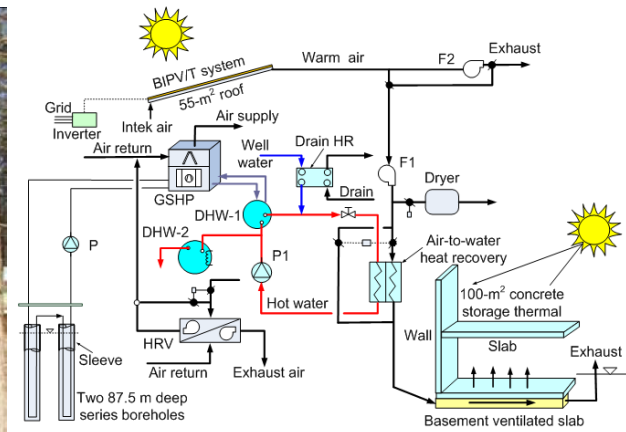 Warm air
F2
Exhaust
BIPV/T system
55-m² roof
Grid
Inverter
Intek air
Air supply
Air return
Well
water
Drain HR
F1
GSHP
Drain
Dryer
DHW-1
DHW-2
P
P1
Air-to-water
heat recovery
100-m² concrete
storage thermal
Hot water
Wall
Slab
Sleeve
HRV
Exhaust
Air return
Exhaust air
Two 87.5 m deep
series boreholes
Basement ventilated slab